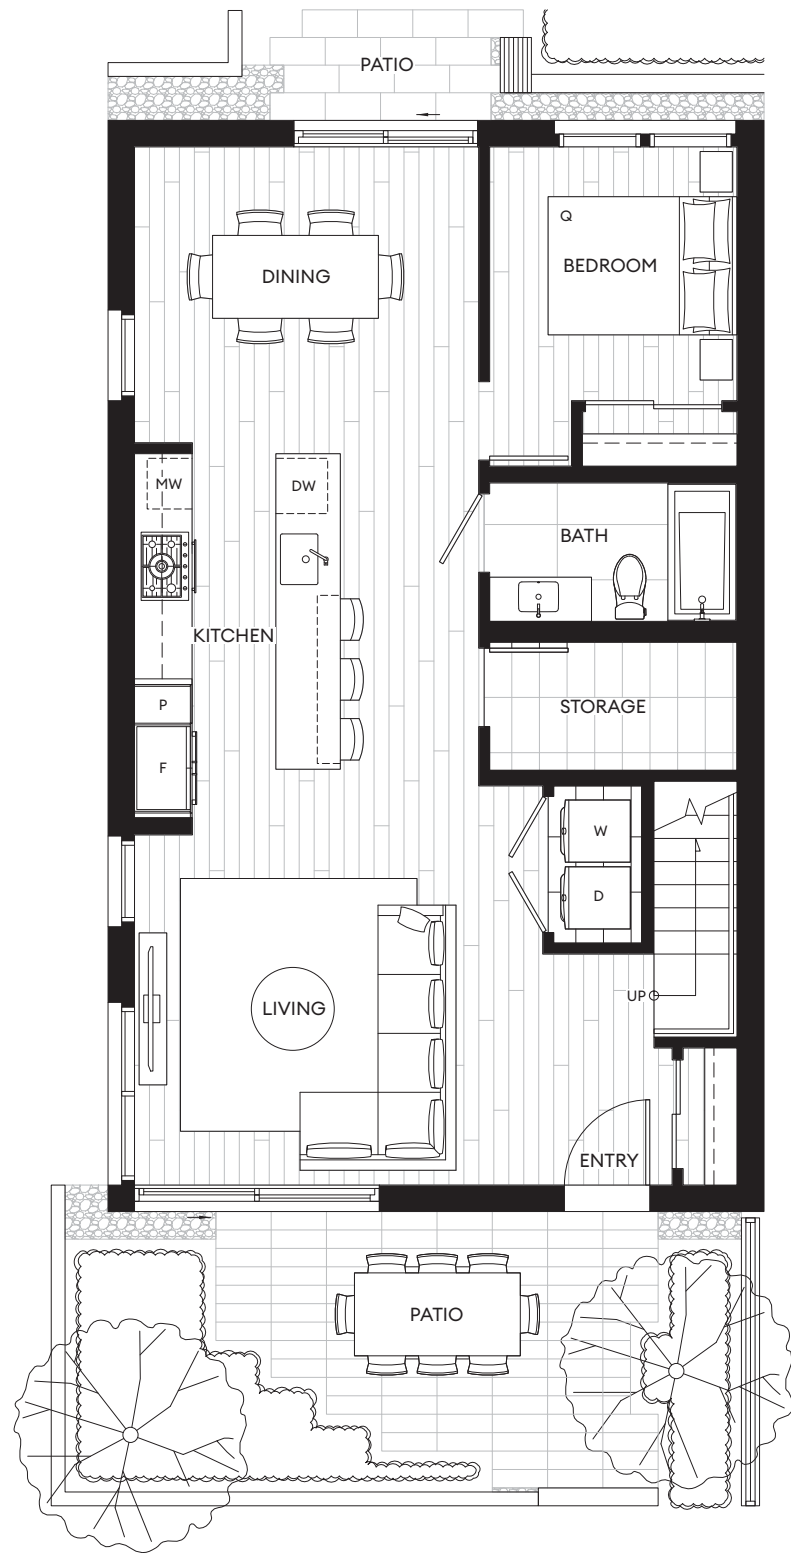 PATIO
Q
BEDROOM
DINING
MW
DW
BATH
KITCHEN
P
STORAGE
F
W
D
UP
LIVING
ENTRY
PATIO